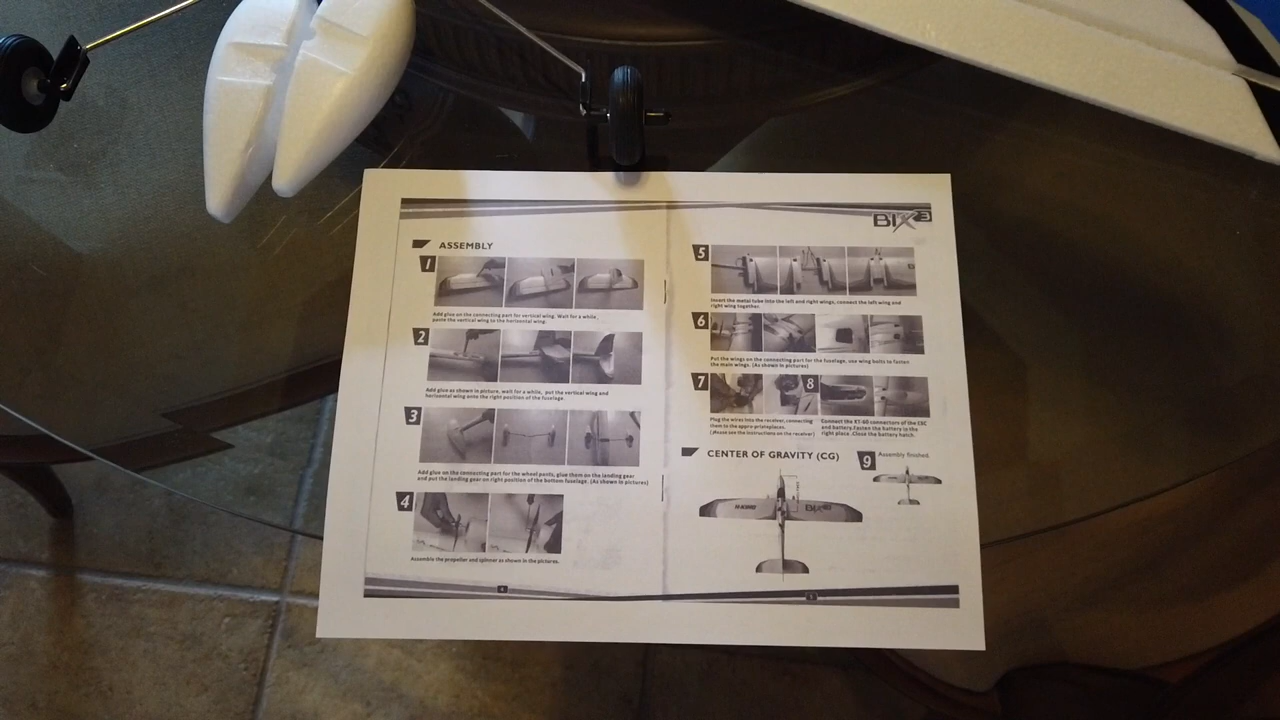 ASSEMBLY
1
Add glue on the connecting part for vertical wing. Wait for a while,
paste the vertical wing to the horizontal wing.
2
Add glue as shown in picture, wait for a while, put the vertical wing and
horizontal wing onto the right position of the fuselage.
3
Add glue on the connecting part for the wheel pants, glue them on the landing gear
and put the landing gear on right position of the bottom fuselage. (As shown in pictures)
4
Assemble the propeller and spinner as shown in the pictures.
BIX3
5
Insert the metal tube into the left and right wings, connect the left wing and
right wing together.
6
Put the wings on the connecting part for the fuselage, use wing bolts to fasten
the main wings. (As shown in pictures)
7
Plug the wires into the receiver, connecting
them to the appro-priateplaces.
(Please see the instructions on the receiver)
8
Connect the XT-60 connectors of the ESC
and battery. Fasten the battery in the
right place. Close the battery hatch.
CENTER OF GRAVITY (CG)
BIX3
9
Assembly finished.